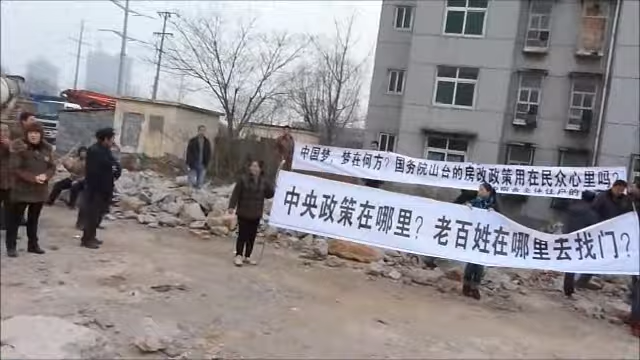 中国梦，梦在何方？国务院出台的房改政策用在民众心里吗？
中央政策在哪里？老百姓在哪里去找门？